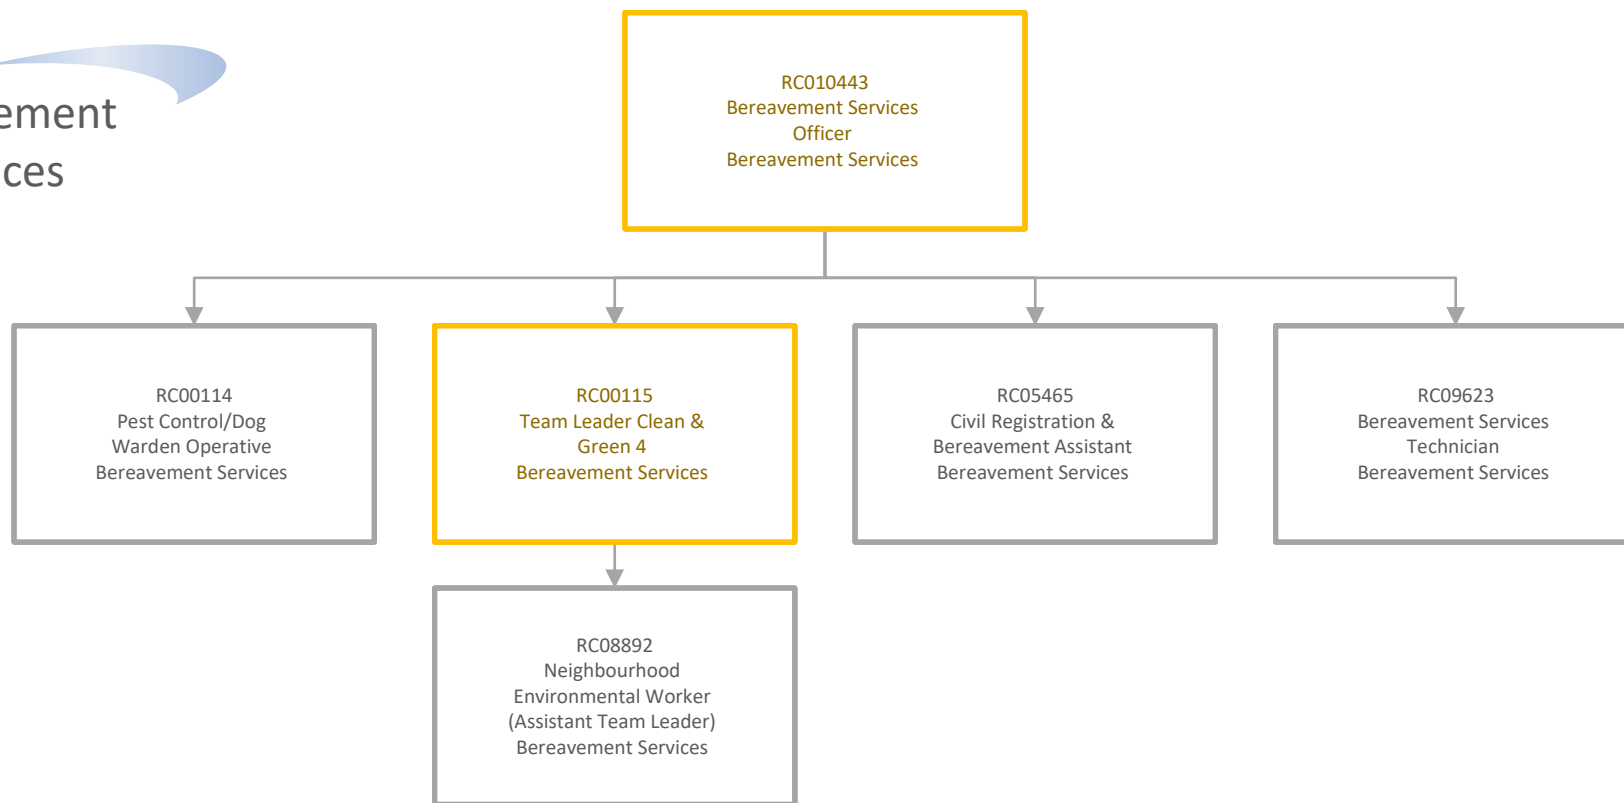 ement
ices
RC010443
Bereavement Services
Officer
Bereavement Services
RC00114
Pest Control/Dog
Warden Operative
Bereavement Services
RC00115
Team Leader Clean &
Green 4
Bereavement Services
RC05465
Civil Registration &
Bereavement Assistant
Bereavement Services
RC09623
Bereavement Services
Technician
Bereavement Services
RC08892
Neighbourhood
Environmental Worker
(Assistant Team Leader)
Bereavement Services